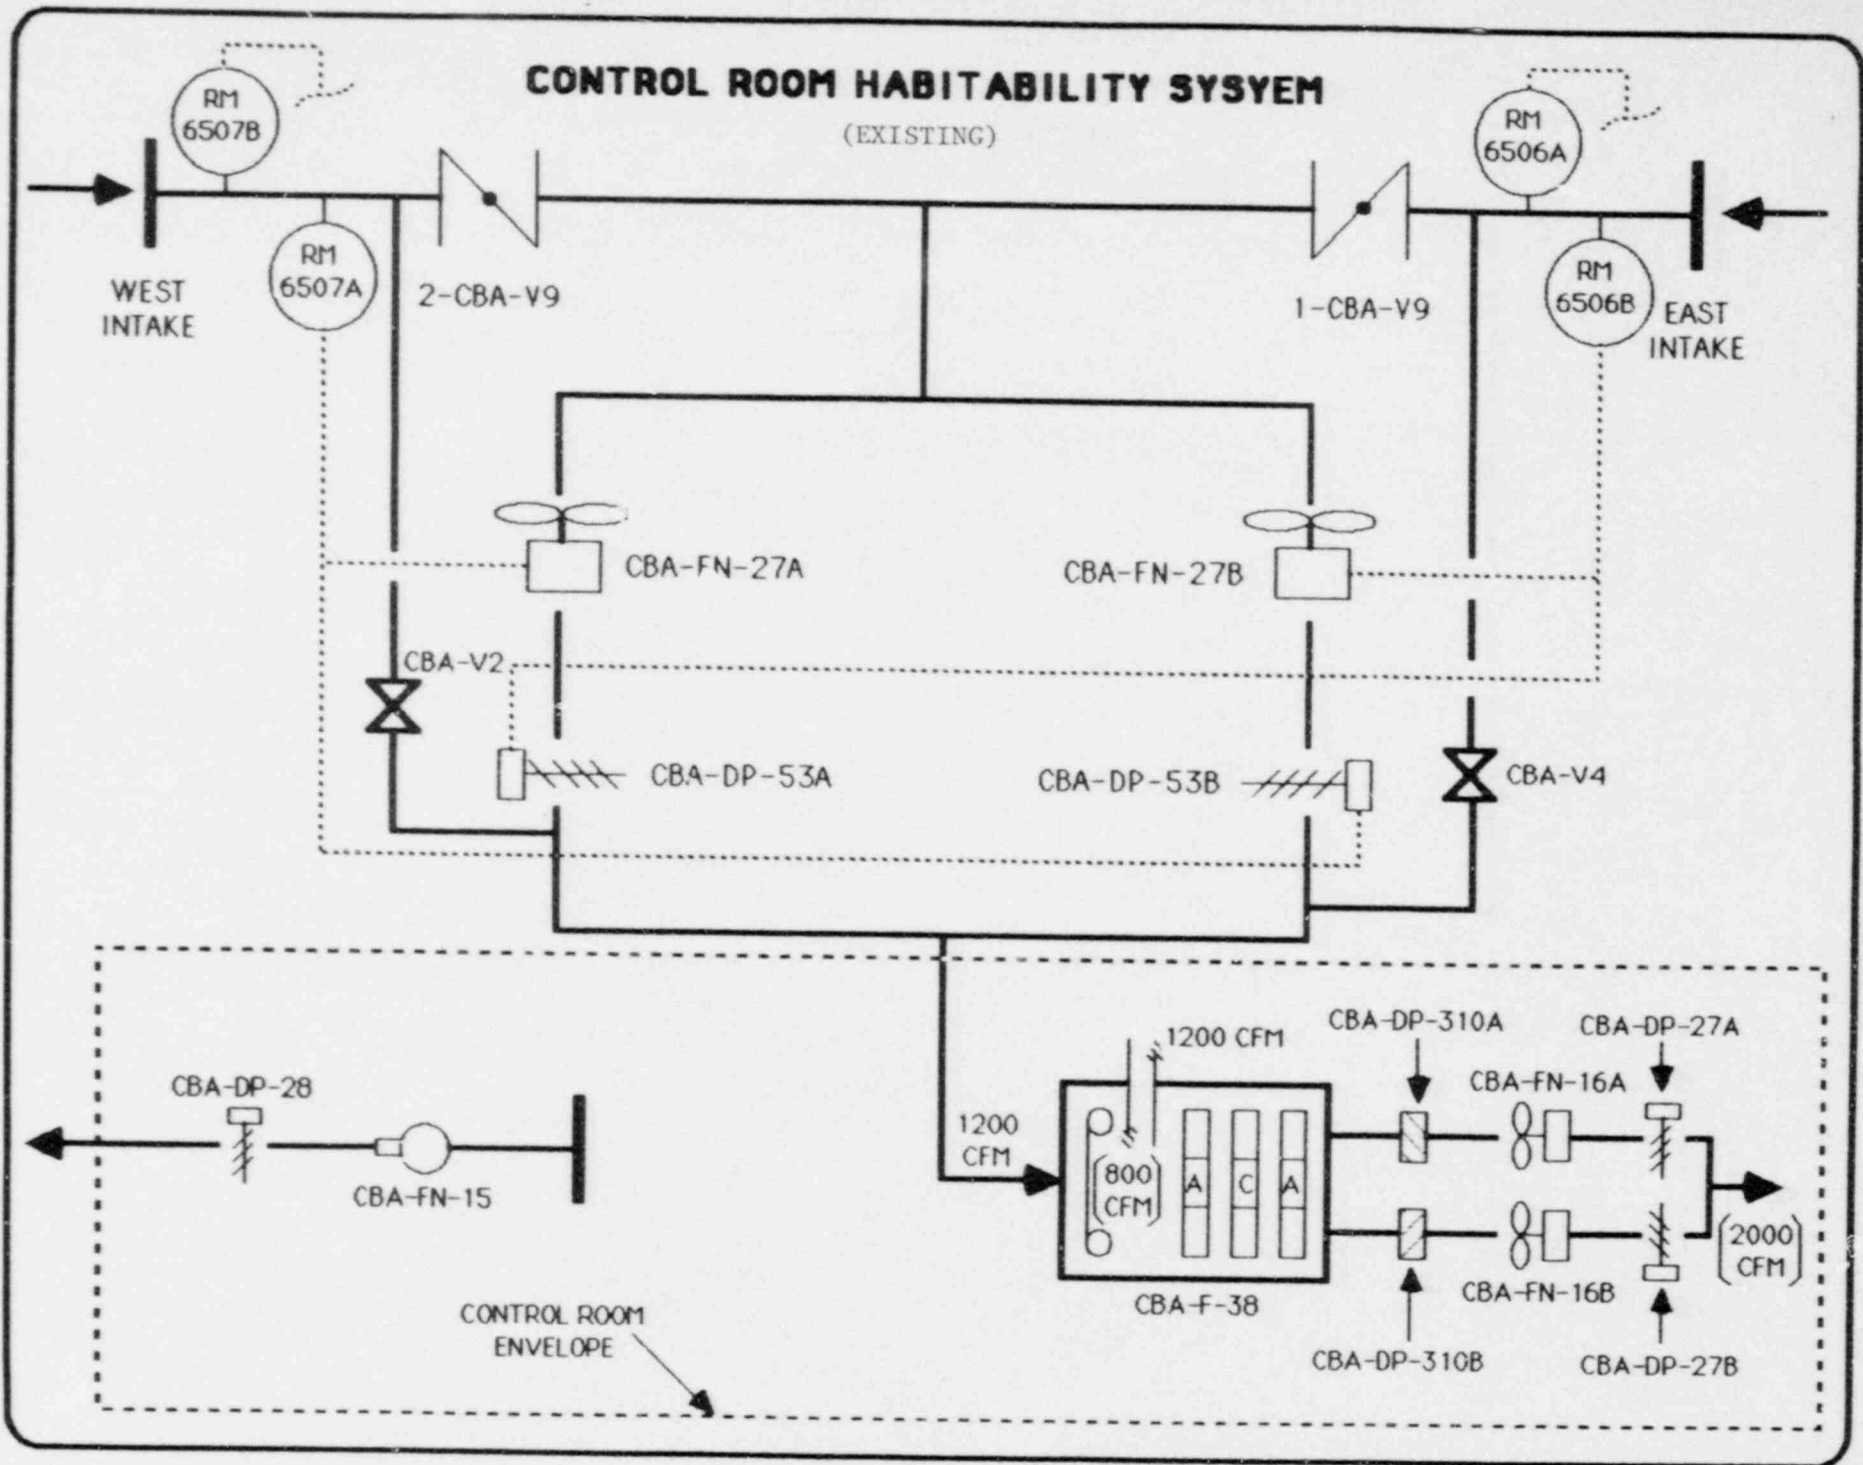 CONTROL ROOM HABITABILITY SYSYEM
(EXISTING)
RM
6507B
RM
6506A
RM
6507A
RM
6506B
WEST
INTAKE
2-CBA-V9
1-CBA-V9
EAST
INTAKE
CBA-FN-27A
CBA-FN-27B
CBA-V2
CBA-DP-53A
CBA-DP-53B
CBA-V4
CBA-DP-28
CBA-FN-15
1200
CFM
1200 CFM
(800
CFM)
A
C
A
CBA-F-38
CBA-DP-310A
CBA-DP-27A
CBA-FN-16A
CBA-FN-16B
(2000
CFM)
CBA-DP-310B
CBA-DP-27B
CONTROL ROOM
ENVELOPE